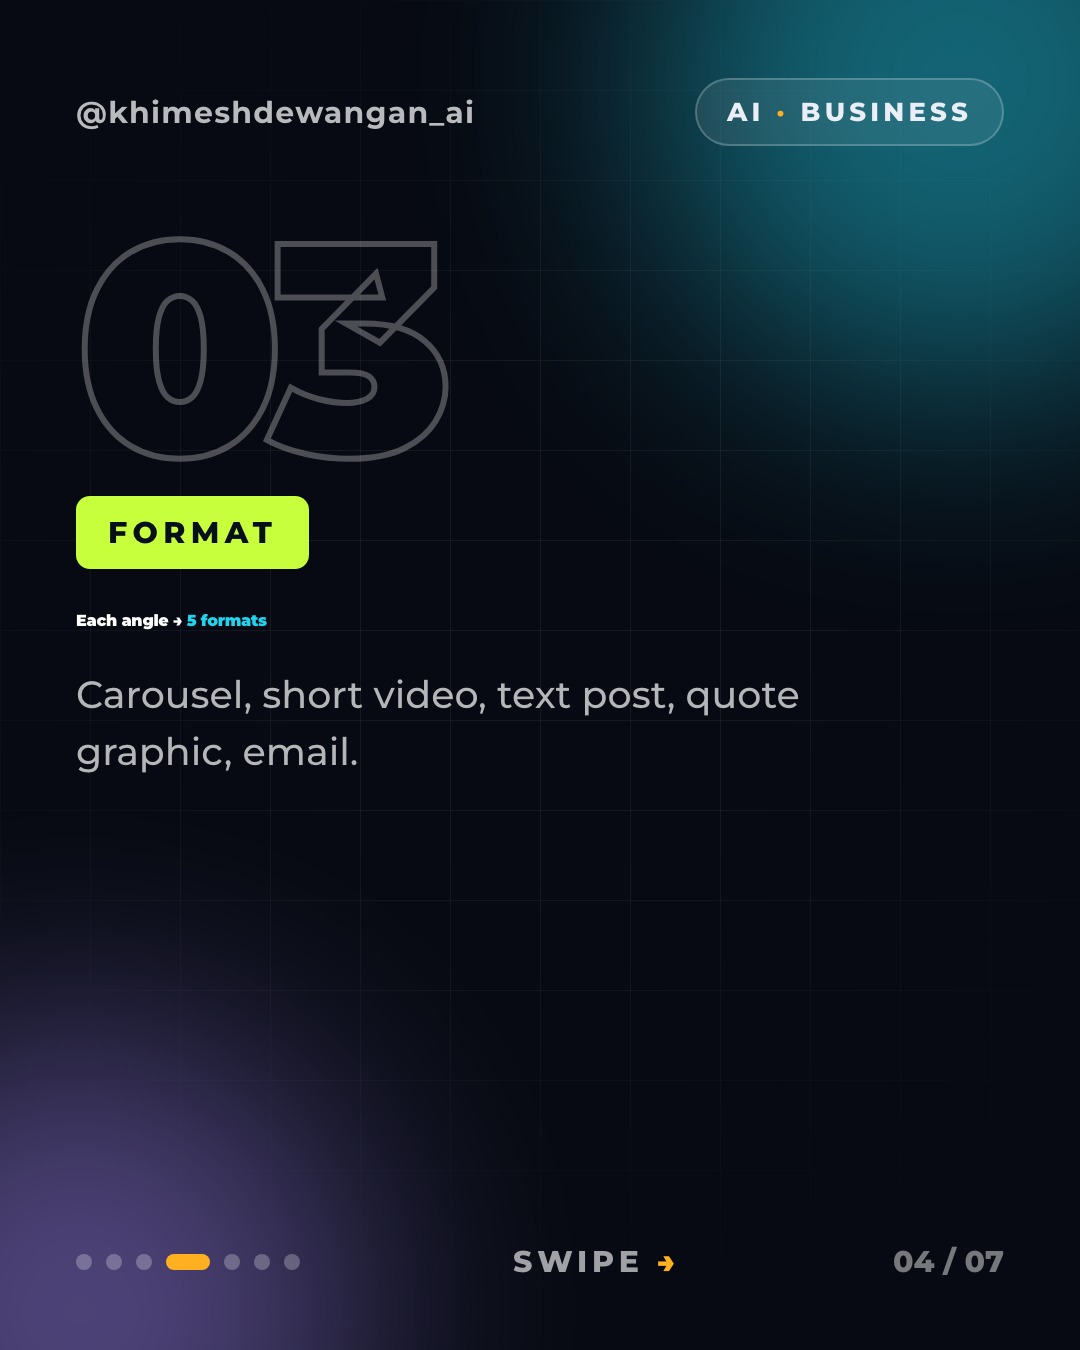 @khimeshdewangan_ai
AI • BUSINESS
03
FORMAT
Each angle → 5 formats
Carousel, short video, text post, quote
graphic, email.
SWIPE →
04 / 07